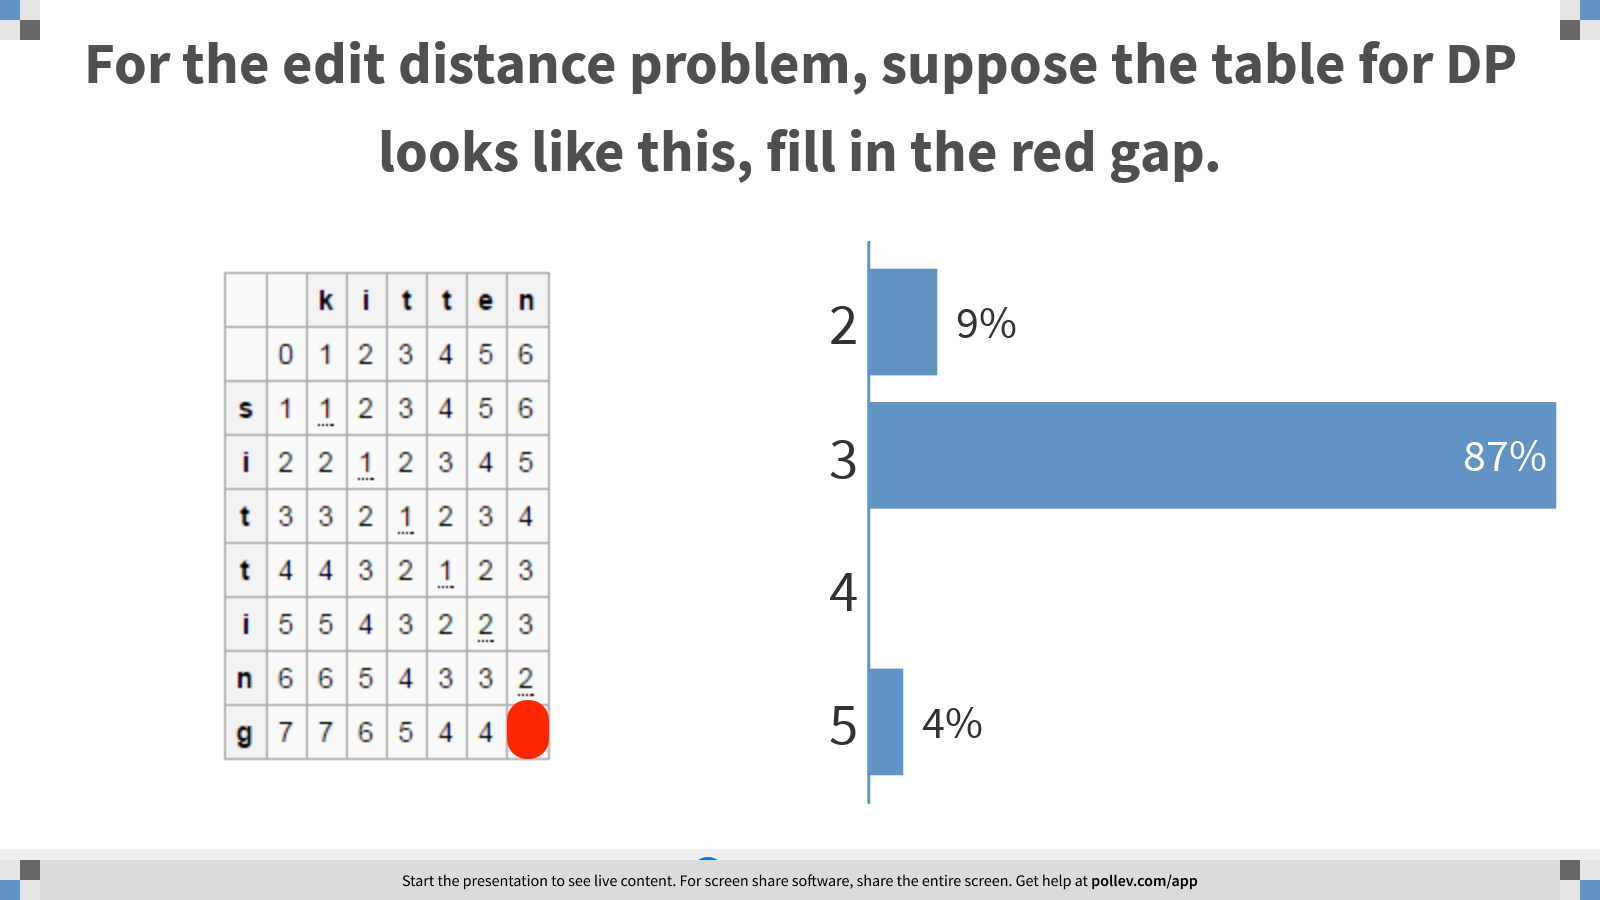 For the edit distance problem, suppose the table for DP
looks like this, fill in the red gap.
k i t t e n
0 1 2 3 4 5 6
s 1 1 2 3 4 5 6
i 2 2 1 2 3 4 5
t 3 3 2 1 2 3 4
t 4 4 3 2 1 2 3
i 5 5 4 3 2 2 3
n 6 6 5 4 3 3 2
g 7 7 6 5 4 4
2 9%
3 87%
4
5 4%
Start the presentation to see live content. For screen share software, share the entire screen. Get help at pollev.com/app